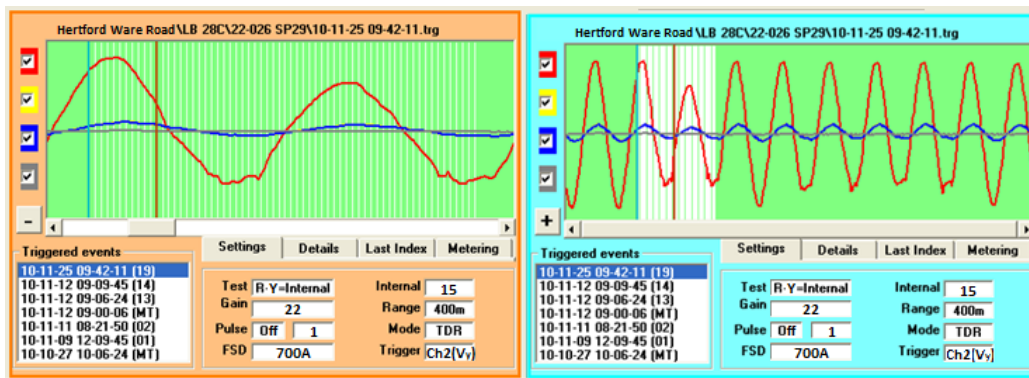 Hertford Ware Road\LB 28C\22-026 SP29\10-11-25 09-42-11.trg
-
Triggered events
10-11-25 09-42-11 (19)
10-11-12 09-09-45 (14)
10-11-12 09-06-24 (13)
10-11-12 09-00-06 (MT)
10-11-11 08-21-50 (02)
10-11-09 12-09-45 (01)
10-10-27 10-06-24 (MT)
Settings Details Last Index Metering
Test R-Y=Internal Internal 15
Gain 22 Range 400m
Pulse Off 1 Mode TDR
FSD 700A Trigger Ch2(Vy)
Hertford Ware Road\LB 28C\22-026 SP29\10-11-25 09-42-11.trg
+
Triggered events
10-11-25 09-42-11 (19)
10-11-12 09-09-45 (14)
10-11-12 09-06-24 (13)
10-11-12 09-00-06 (MT)
10-11-11 08-21-50 (02)
10-11-09 12-09-45 (01)
10-10-27 10-06-24 (MT)
Settings Details Last Index Metering
Test R-Y=Internal Internal 15
Gain 22 Range 400m
Pulse Off 1 Mode TDR
FSD 700A Trigger Ch2(Vy)